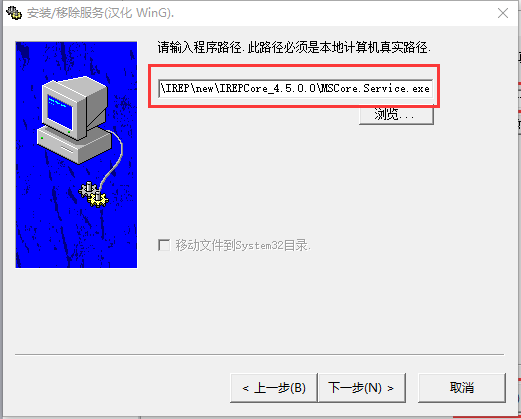 安装/移除服务(汉化 WinG).
请输入程序路径. 此路径必须是本地计算机真实路径.
\IREP\new\IREPCore_4.5.0.0\MSCore.Service.exe
浏览...
移动文件到System32目录.
< 上一步(B)
下一步(N) >
取消